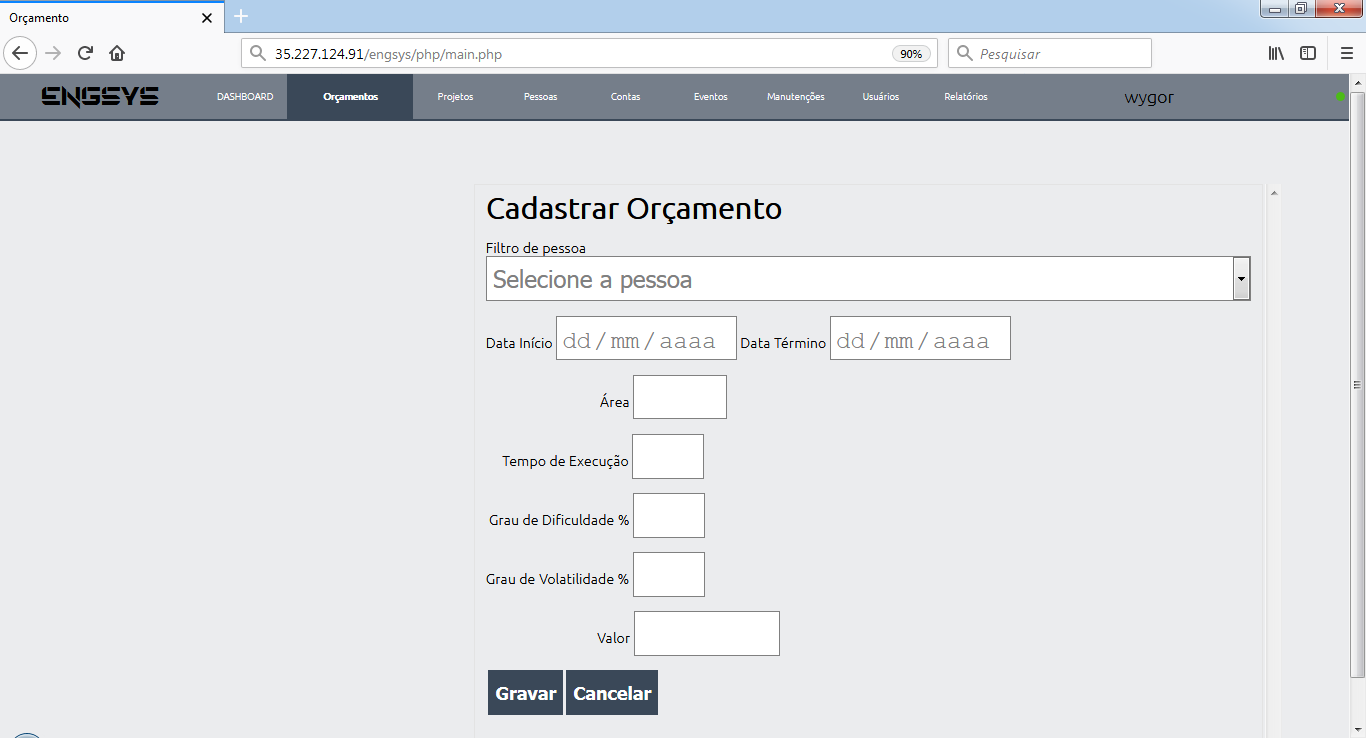 Orçamento
35.227.124.91/engsys/php/main.php 90% Pesquisar
ENGSYS DASHBOARD Orçamentos Projetos Pessoas Contas Eventos Manutenções Usuários Relatórios wygor
Cadastrar Orçamento
Filtro de pessoa
Selecione a pessoa
Data Início dd/mm/aaaa Data Término dd/mm/aaaa
Área
Tempo de Execução
Grau de Dificuldade %
Grau de Volatilidade %
Valor
Gravar Cancelar